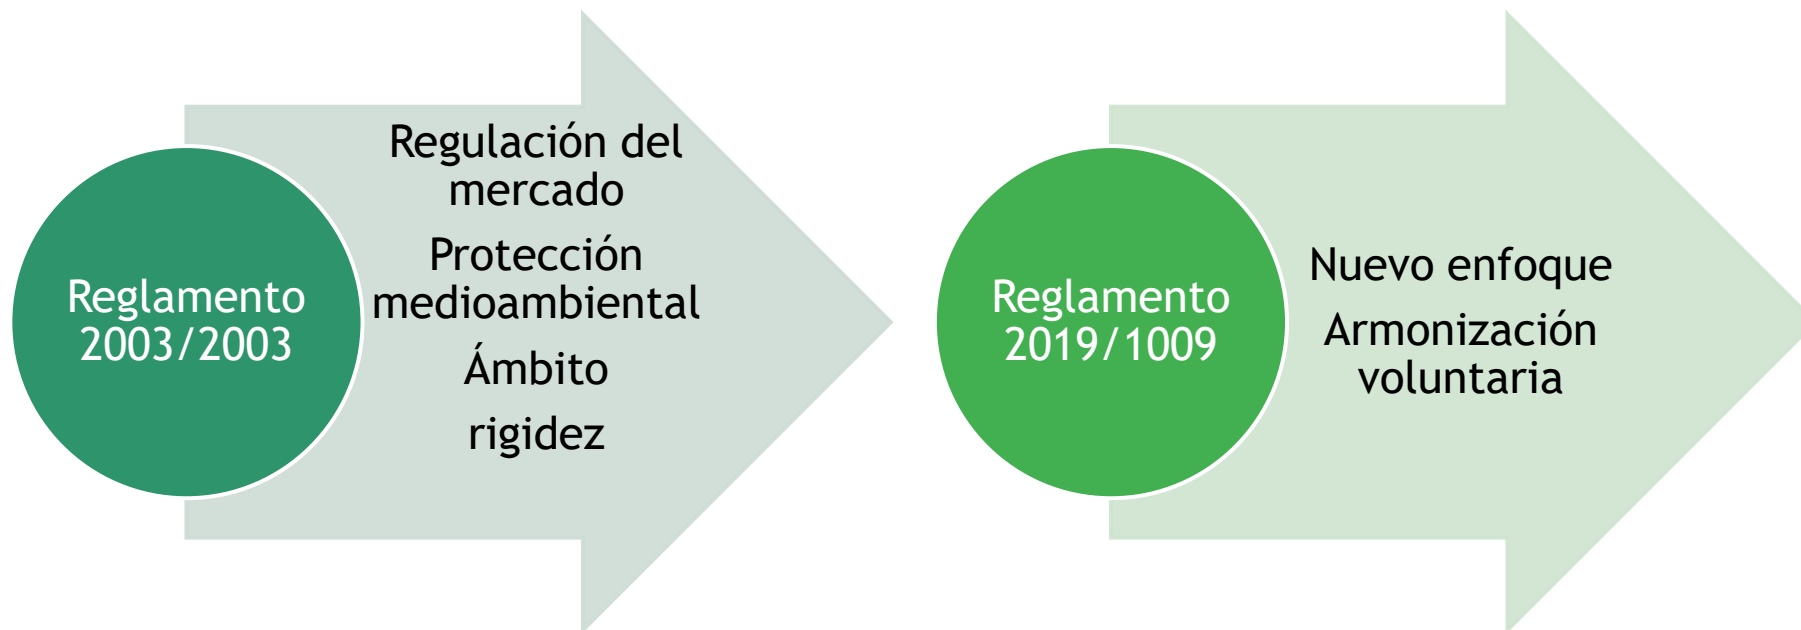 Reglamento
2003/2003
Regulación del
mercado
Protección
medioambiental
Ámbito
rigidez
Reglamento
2019/1009
Nuevo enfoque
Armonización
voluntaria